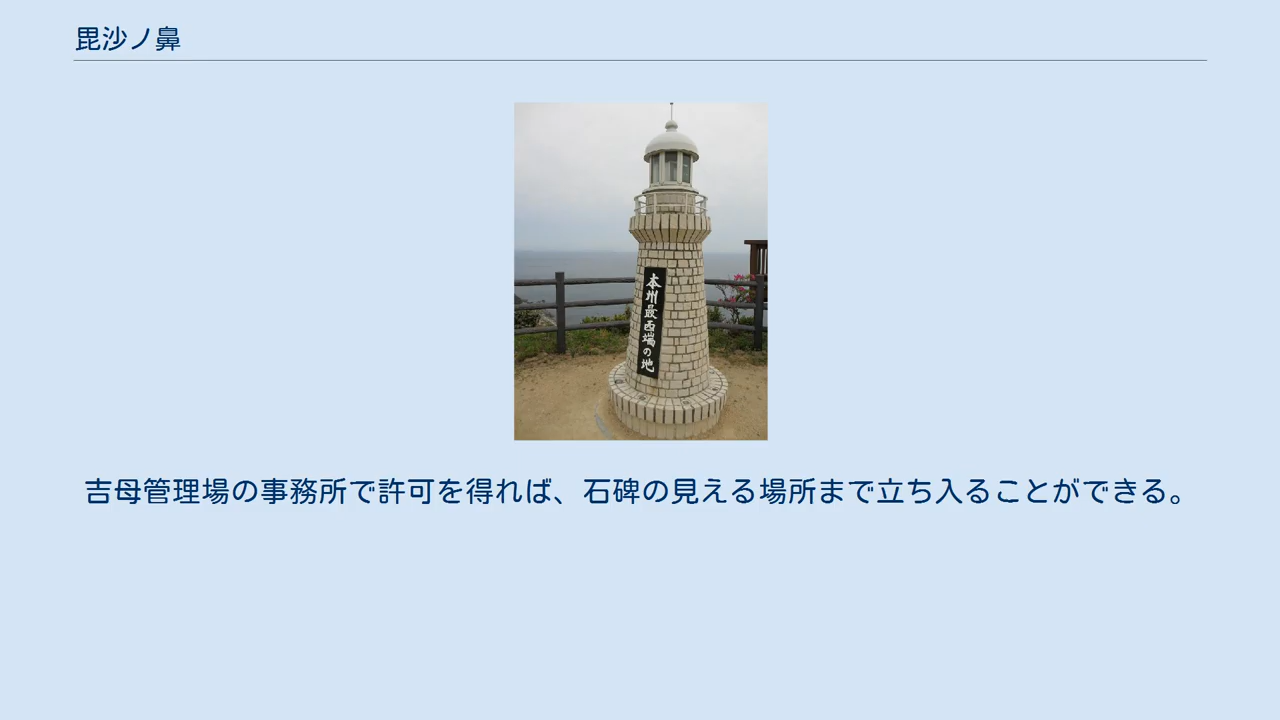 毘沙ノ鼻
本州最西端の地
吉母管理場の事務所で許可を得れば、石碑の見える場所まで立ち入ることができる。